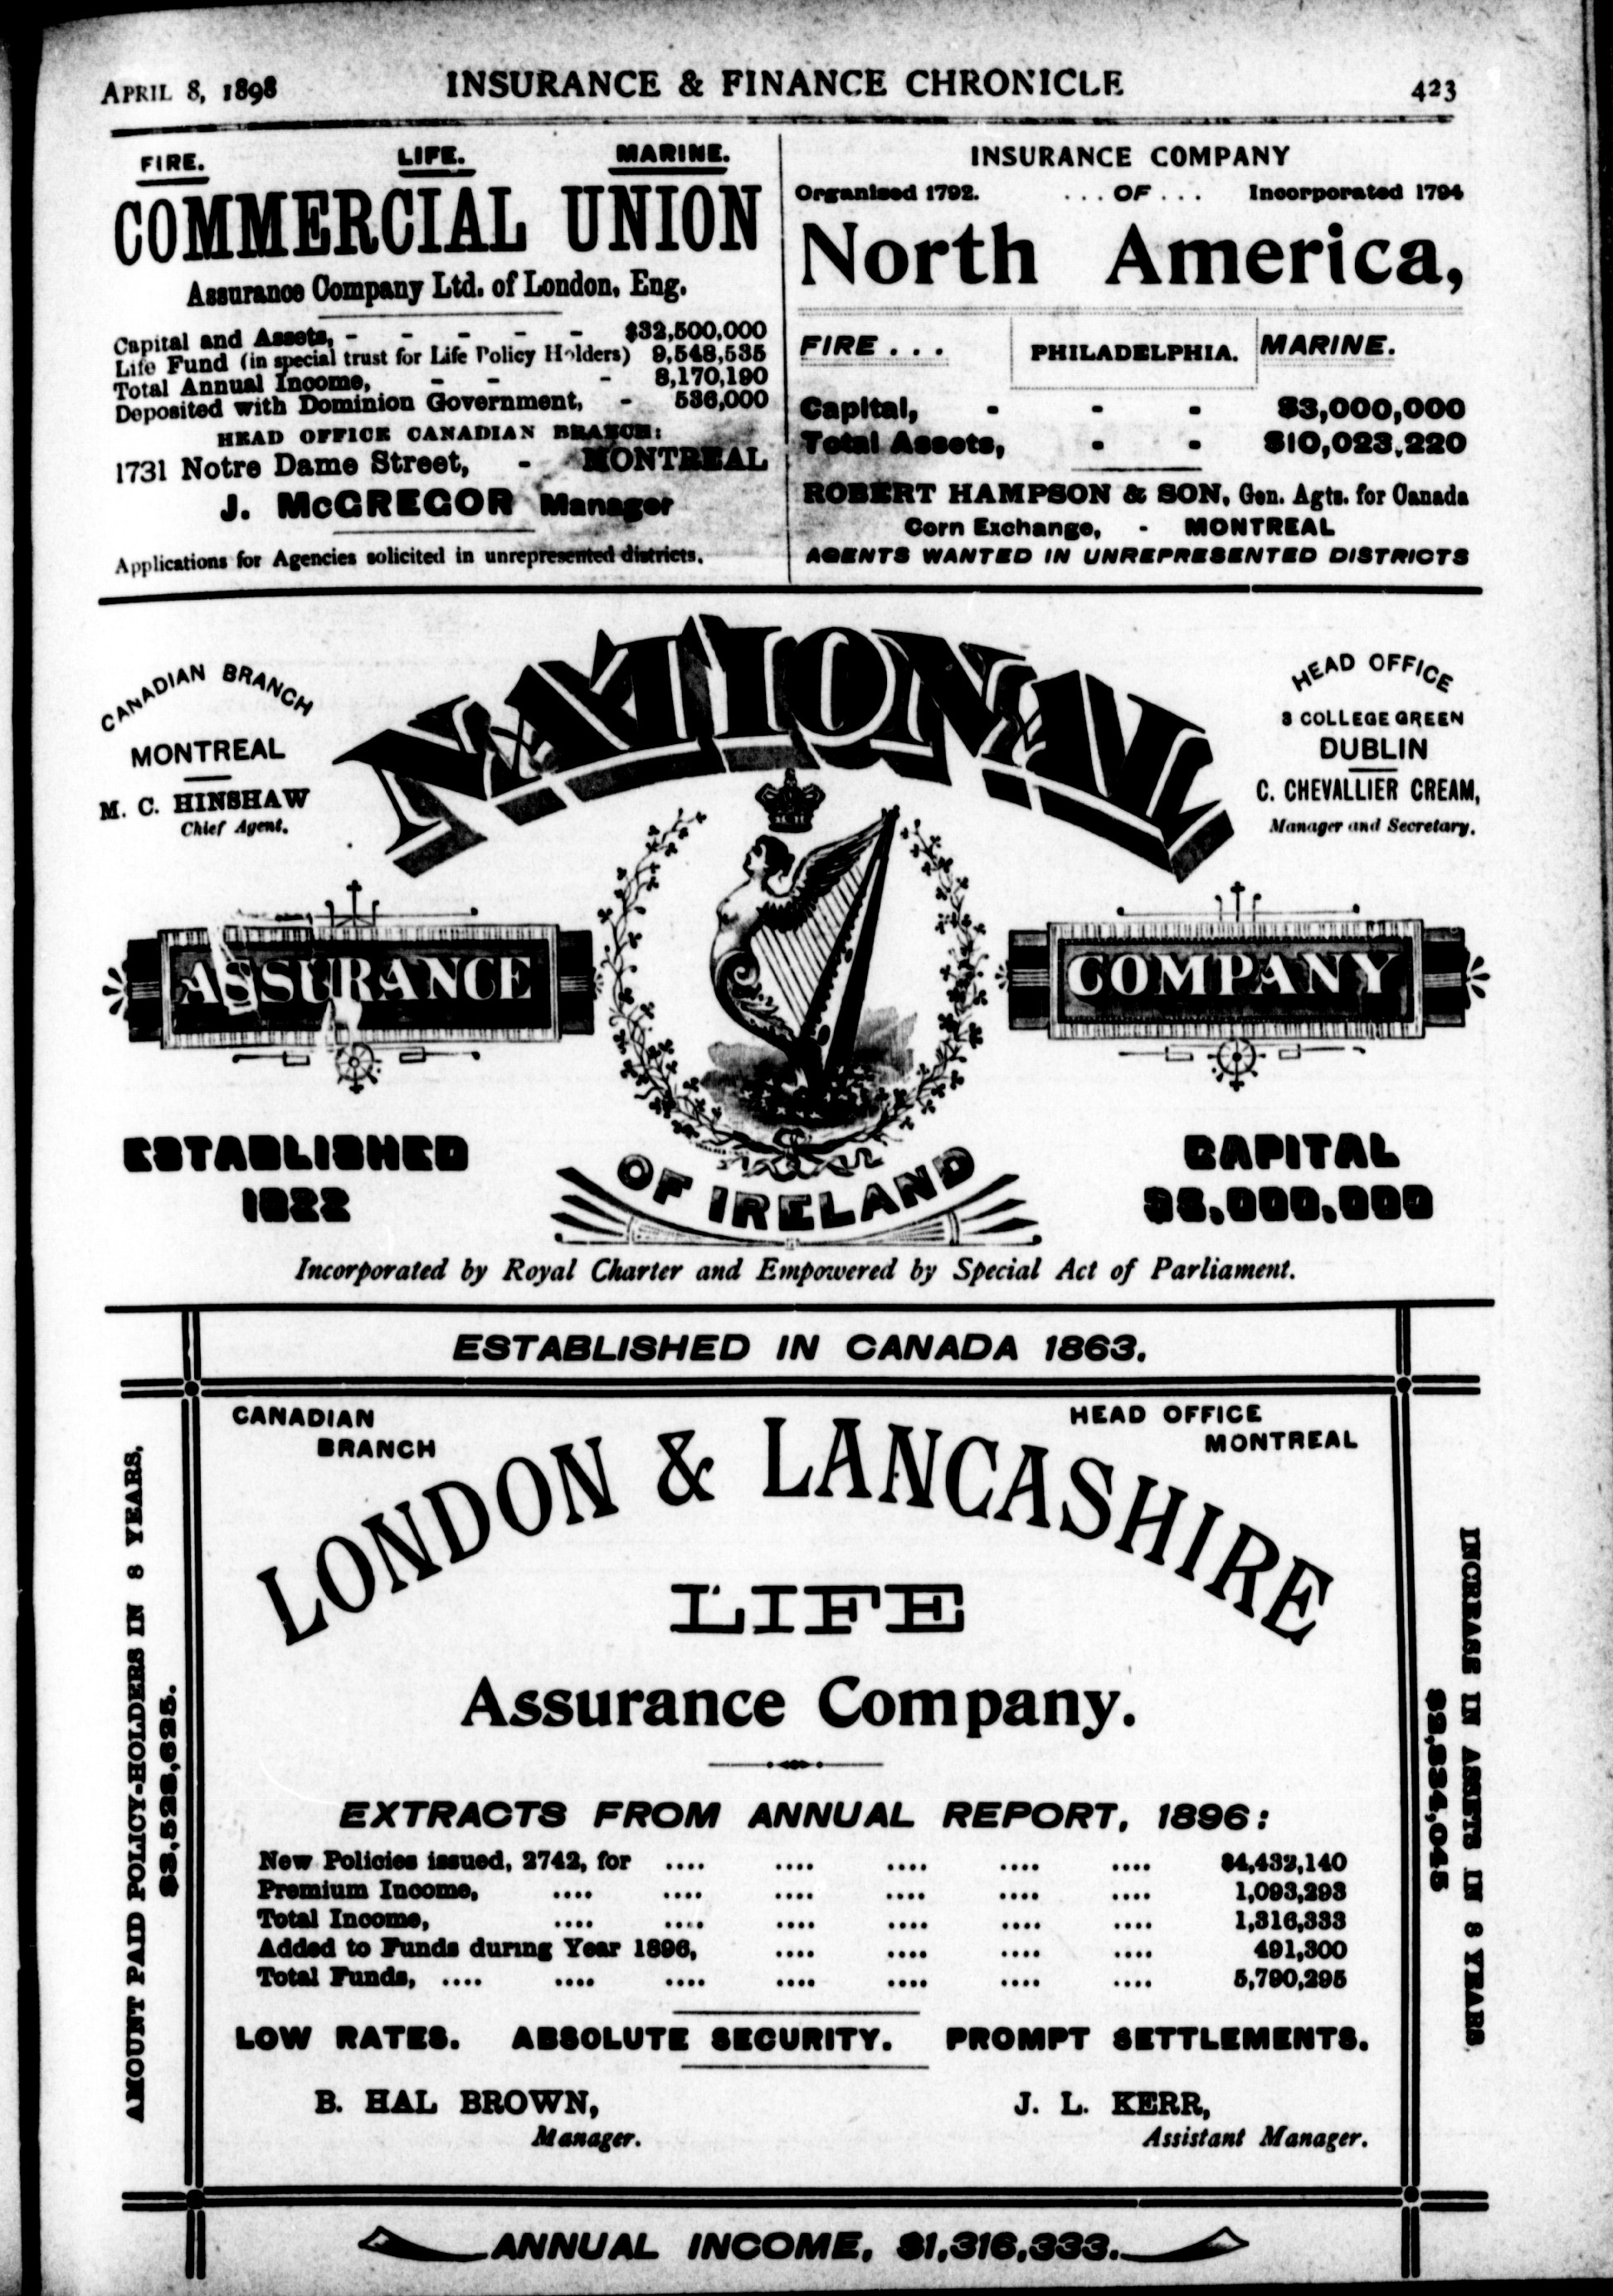 APRIL 8, 1898
INSURANCE & FINANCE CHRONICLE
423
FIRE. LIFE. MARINE.
COMMERCIAL UNION
Assurance Company Ltd. of London, Eng.
Capital and Assets, - - - - - $32,500,000
Life Fund (in special trust for Life Policy Holders) 9,548,535
Total Annual Income, - - - 8,170,190
Deposited with Dominion Government, - 536,000
HEAD OFFICE CANADIAN BRANCH:
1731 Notre Dame Street, - MONTREAL
J. McGREGOR Manager
Applications for Agencies solicited in unrepresented districts.
INSURANCE COMPANY
Organised 1792. ... OF ... Incorporated 1794
North America,
FIRE . . . PHILADELPHIA. MARINE.
Capital, - - - $3,000,000
Total Assets, - - $10,023,220
ROBERT HAMPSON & SON, Gen. Agts. for Canada
Corn Exchange, - MONTREAL
AGENTS WANTED IN UNREPRESENTED DISTRICTS
CANADIAN BRANCH
MONTREAL
M. C. HINSHAW
Chief Agent.
NATIONAL
HEAD OFFICE
3 COLLEGE GREEN
DUBLIN
C. CHEVALLIER CREAM,
Manager and Secretary.
ASSURANCE
COMPANY
ESTABLISHED
1822
OF IRELAND
CAPITAL
$5,000,000
Incorporated by Royal Charter and Empowered by Special Act of Parliament.
ESTABLISHED IN CANADA 1863.
CANADIAN
BRANCH
HEAD OFFICE
MONTREAL
LONDON & LANCASHIRE
LIFE
Assurance Company.
EXTRACTS FROM ANNUAL REPORT, 1896:
New Policies issued, 2742, for .... .... .... .... .... $4,432,140
Premium Income, .... .... .... .... .... .... 1,093,293
Total Income, .... .... .... .... .... .... 1,316,333
Added to Funds during Year 1896, .... .... .... .... 491,300
Total Funds, .... .... .... .... .... .... .... 5,790,295
LOW RATES. ABSOLUTE SECURITY. PROMPT SETTLEMENTS.
B. HAL BROWN,
Manager.
J. L. KERR,
Assistant Manager.
AMOUNT PAID POLICY-HOLDERS IN 8 YEARS,
$3,528,625.
INCREASE IN ASSETS IN 8 YEARS
$2,834,045
ANNUAL INCOME, $1,316,333.